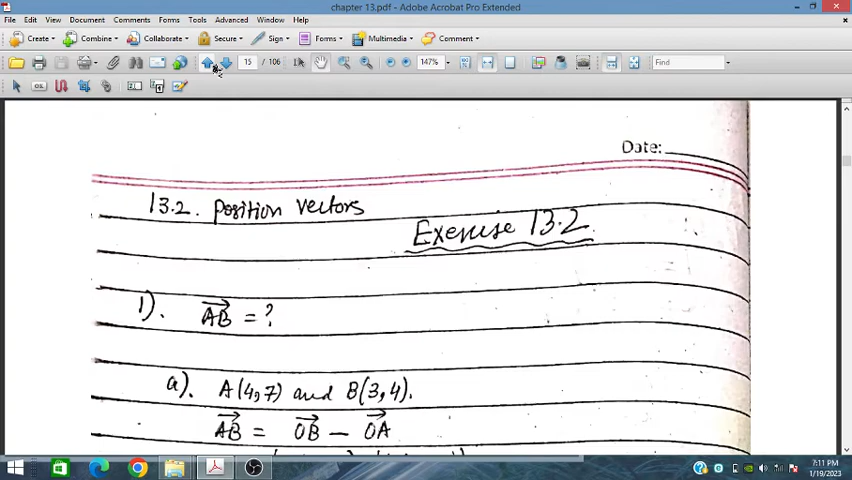 chapter 13.pdf - Adobe Acrobat Pro Extended
File Edit View Document Comments Forms Tools Advanced Window Help
Create Combine Collaborate Secure Sign Forms Multimedia Comment
15 / 106 147% Find
Date:
13.2. Position vectors
Exercise 13.2
1). AB = ?
a). A(4,7) and B(3,4).
AB = OB − OA
7:11 PM
1/19/2023